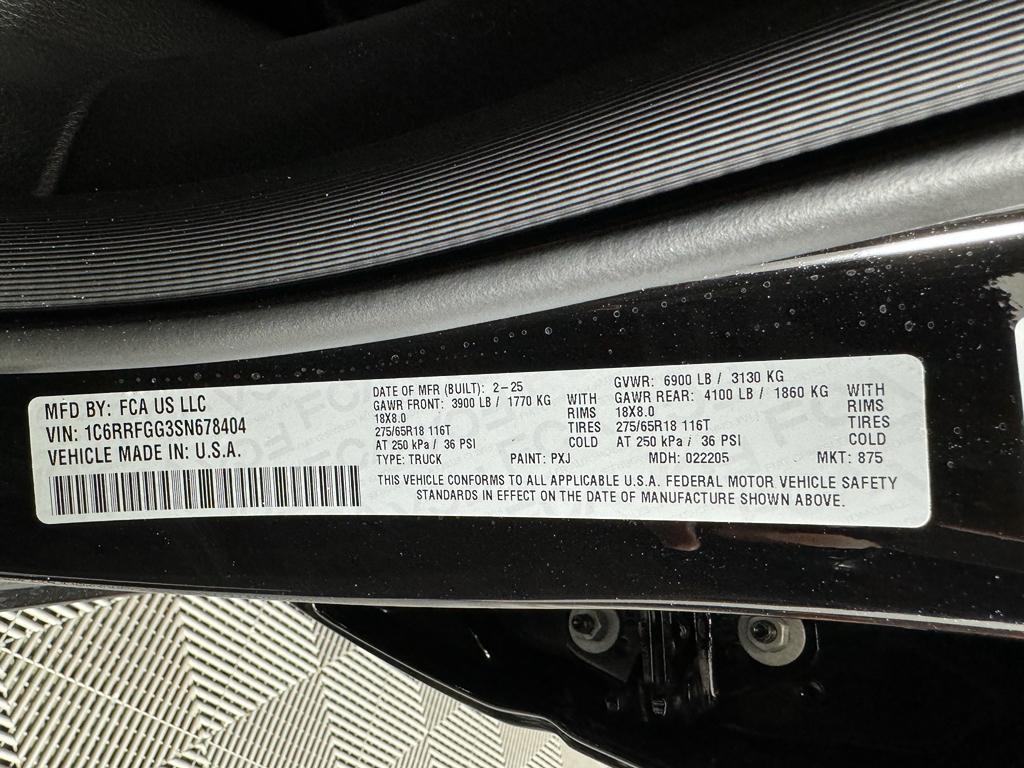 MFD BY: FCA US LLC
VIN: 1C6RRFGG3SN678404
VEHICLE MADE IN: U.S.A.
DATE OF MFR (BUILT): 2-25
GAWR FRONT: 3900 LB / 1770 KG WITH
18X8.0 RIMS
275/65R18 116T TIRES
AT 250 kPa / 36 PSI COLD
GVWR: 6900 LB / 3130 KG
GAWR REAR: 4100 LB / 1860 KG WITH
18X8.0 RIMS
275/65R18 116T TIRES
AT 250 kPa / 36 PSI COLD
TYPE: TRUCK PAINT: PXJ MDH: 022205 MKT: 875
THIS VEHICLE CONFORMS TO ALL APPLICABLE U.S.A. FEDERAL MOTOR VEHICLE SAFETY
STANDARDS IN EFFECT ON THE DATE OF MANUFACTURE SHOWN ABOVE.